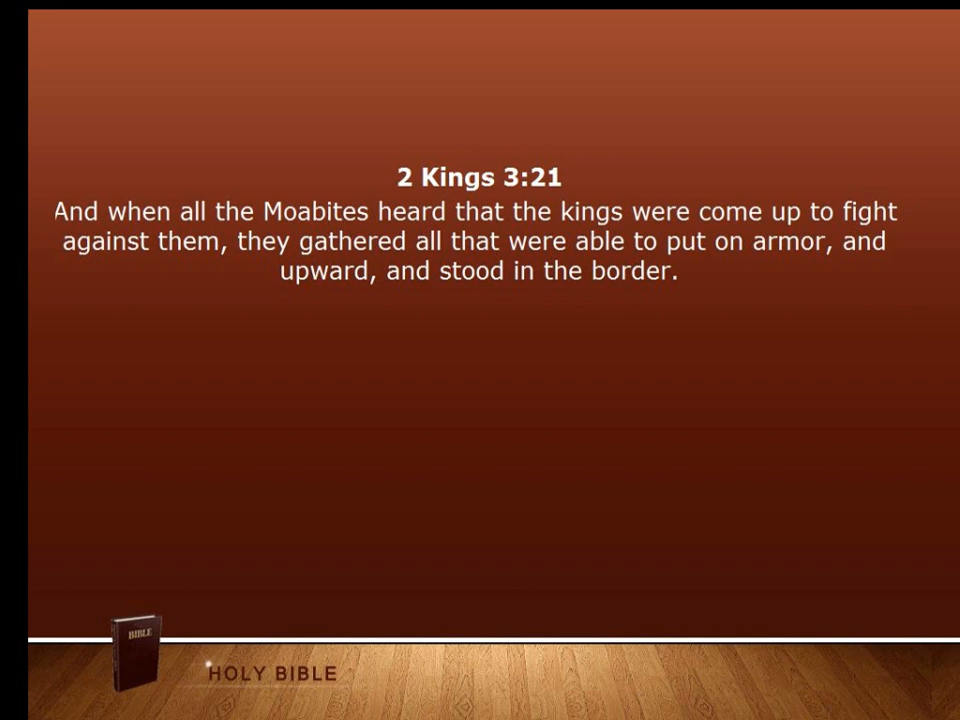 2 Kings 3:21
And when all the Moabites heard that the kings were come up to fight
against them, they gathered all that were able to put on armor, and
upward, and stood in the border.
BIBLE
HOLY BIBLE